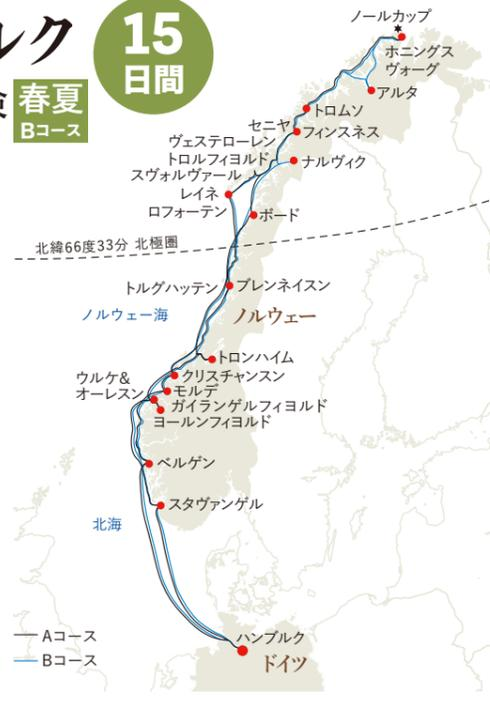 ルク
15
日間
険
春夏
Bコース
ノールカップ
ホニングス
ヴォーグ
アルタ
トロムソ
セニヤ
フィンスネス
ヴェステローレン
トロルフィヨルド
ナルヴィク
スヴォルヴァール
レイネ
ロフォーテン
ボード
北緯66度33分 北極圏
トルグハッテン
ブレンネイスン
ノルウェー海
ノルウェー
トロンハイム
クリスチャンスン
ウルケ&
オーレスン
モルデ
ガイランゲルフィヨルド
ヨールンフィヨルド
ベルゲン
スタヴァンゲル
北海
Aコース
Bコース
ハンブルク
ドイツ